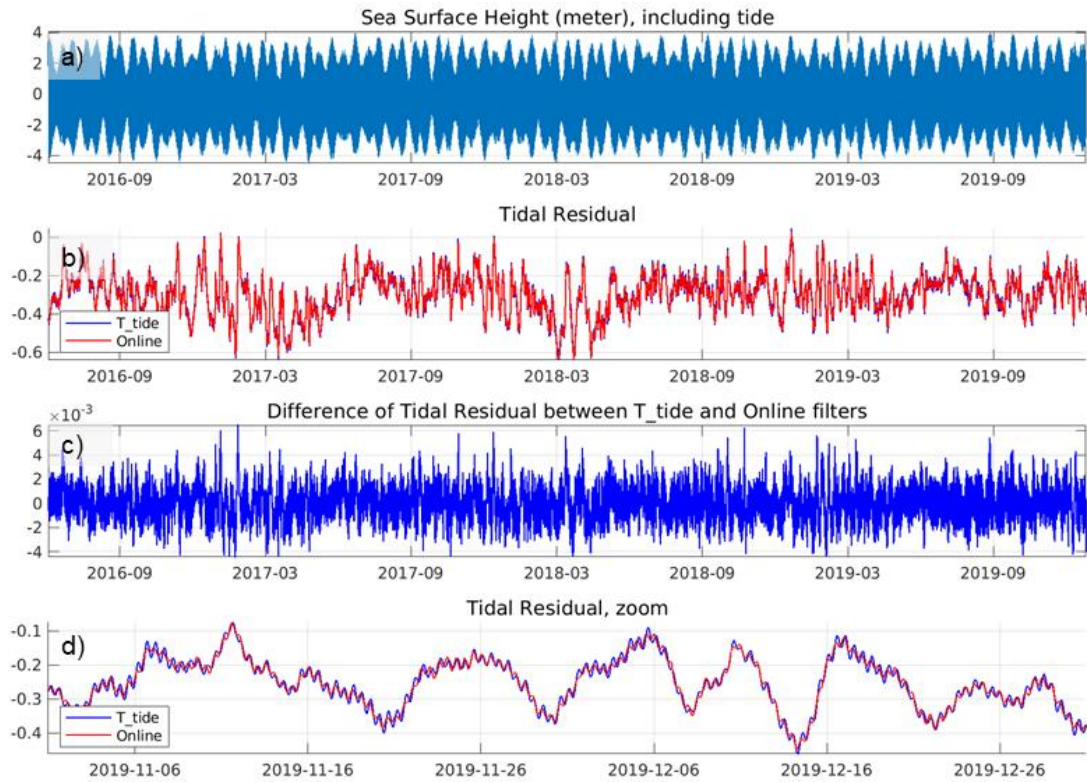 Sea Surface Height (meter), including tide
a)
4
2
0
-2
-4
2016-09 2017-03 2017-09 2018-03 2018-09 2019-03 2019-09
Tidal Residual
b)
0
-0.2
-0.4
-0.6
T_tide
Online
2016-09 2017-03 2017-09 2018-03 2018-09 2019-03 2019-09
×10⁻³
Difference of Tidal Residual between T_tide and Online filters
c)
6
4
2
0
-2
-4
2016-09 2017-03 2017-09 2018-03 2018-09 2019-03 2019-09
Tidal Residual, zoom
d)
-0.1
-0.2
-0.3
-0.4
T_tide
Online
2019-11-06 2019-11-16 2019-11-26 2019-12-06 2019-12-16 2019-12-26